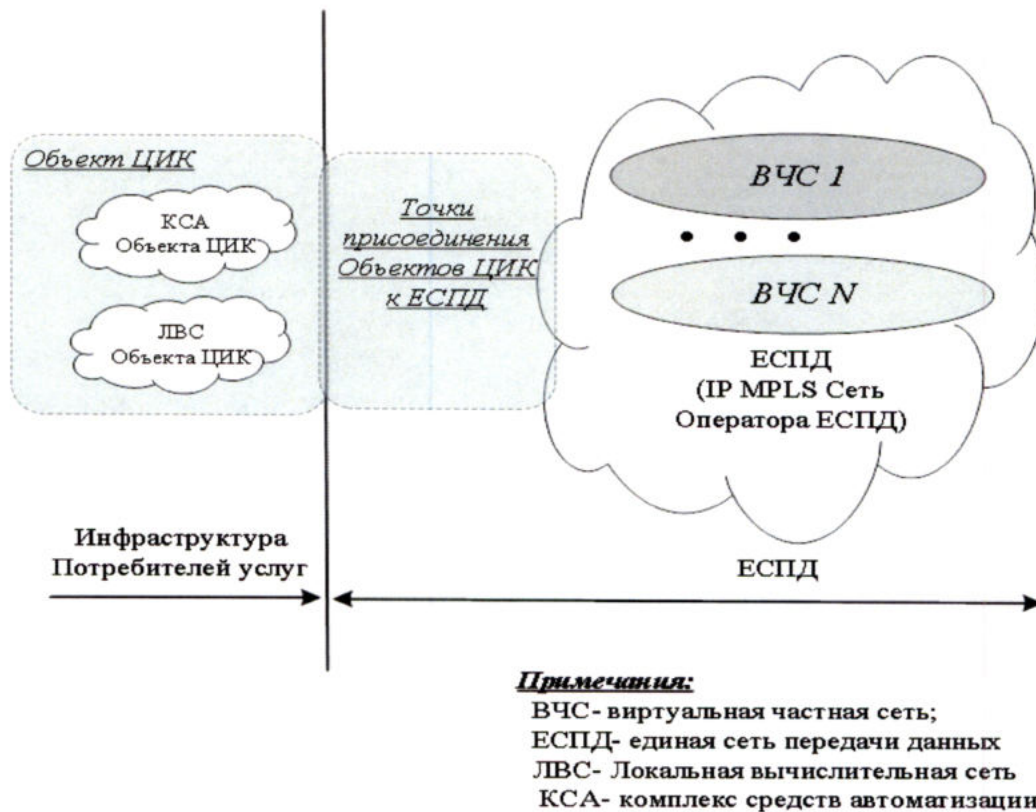 Объект ЦИК
КСА
Объекта ЦИК
ЛВС
Объекта ЦИК
Точки
присоединения
Объектов ЦИК
к ЕСПД
ВЧС 1
ВЧС N
ЕСПД
(IP MPLS Сеть
Оператора ЕСПД)
Инфраструктура
Потребителей услуг
ЕСПД
Примечания:
ВЧС- виртуальная частная сеть;
ЕСПД- единая сеть передачи данных
ЛВС- Локальная вычислительная сеть
КСА- комплекс средств автоматизации